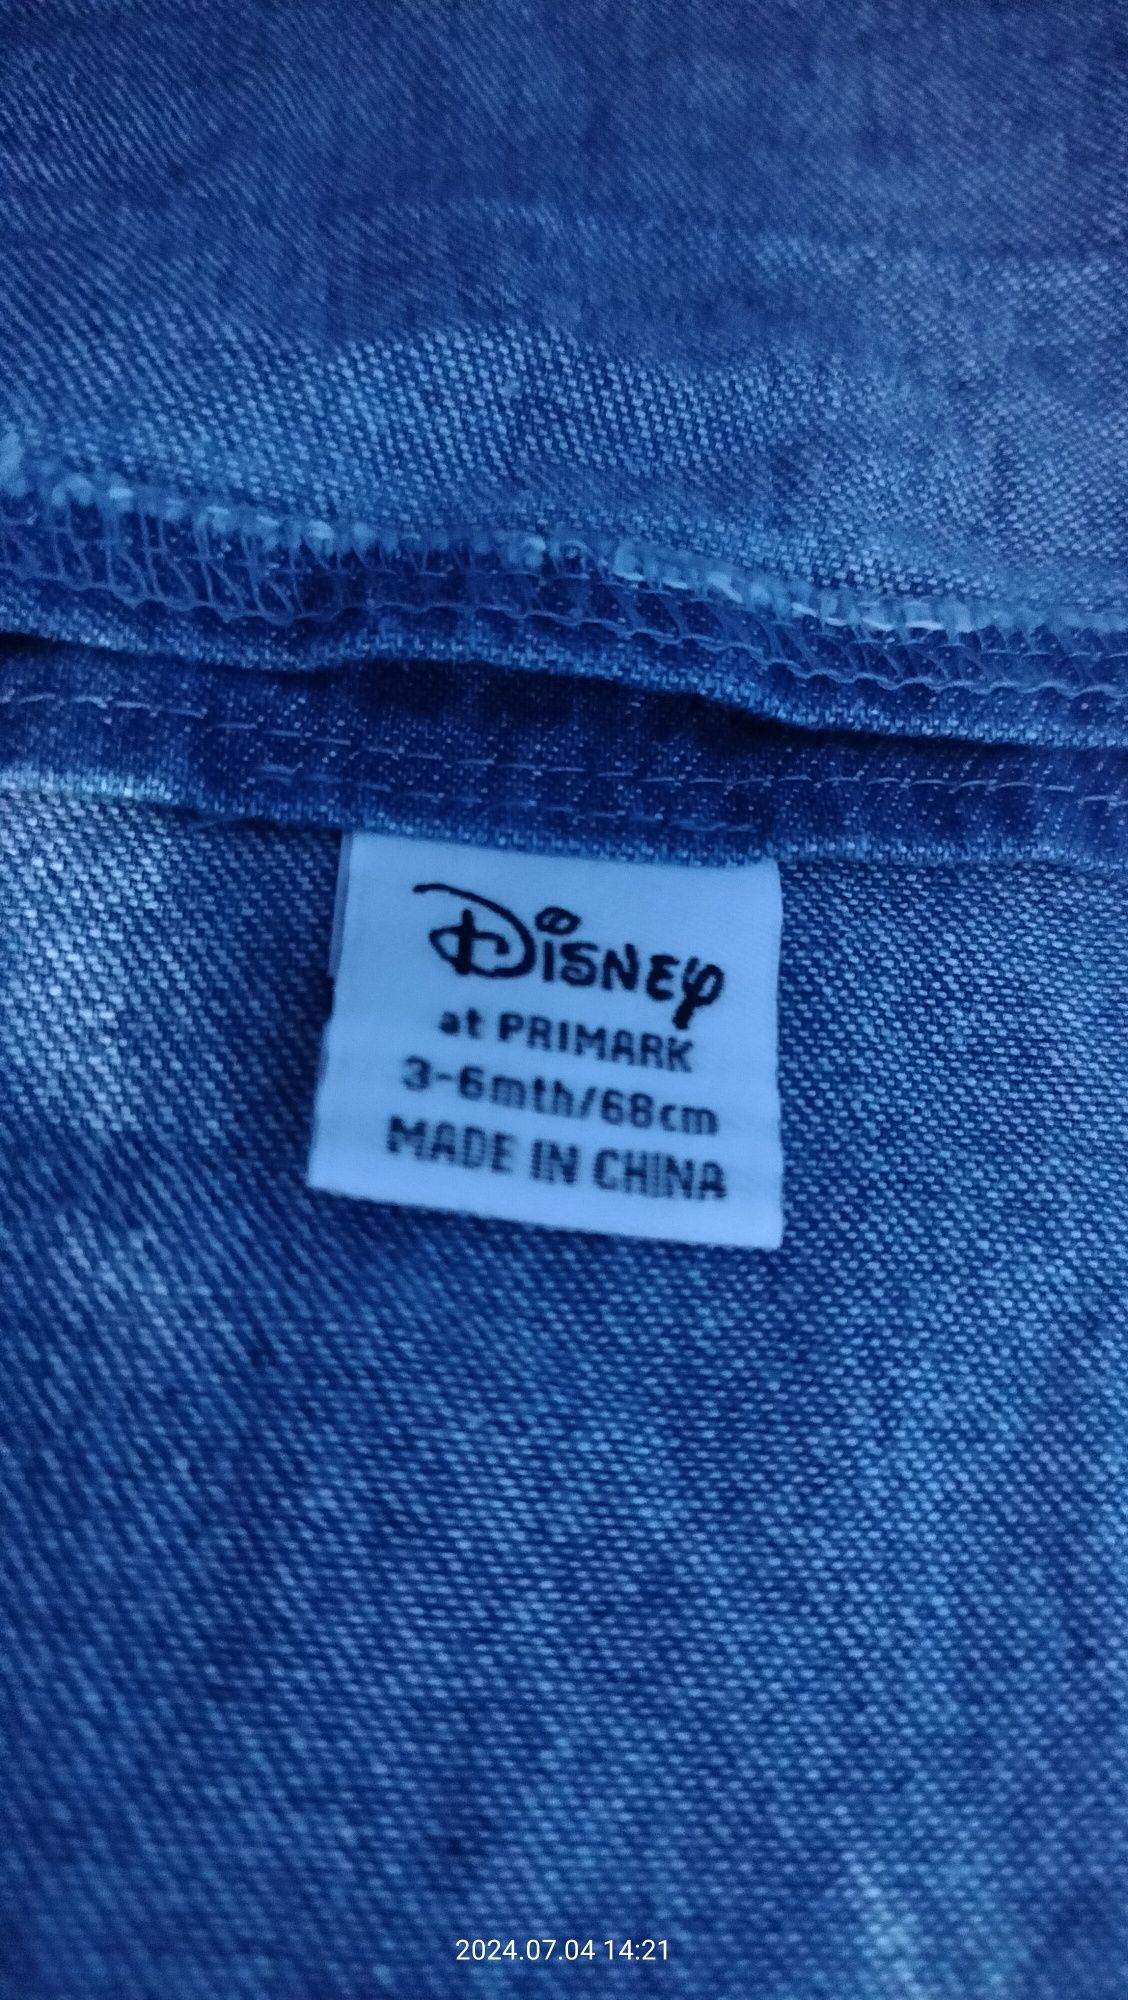 Disney
at PRIMARK
3-6mth/68cm
MADE IN CHINA
2024.07.04 14:21